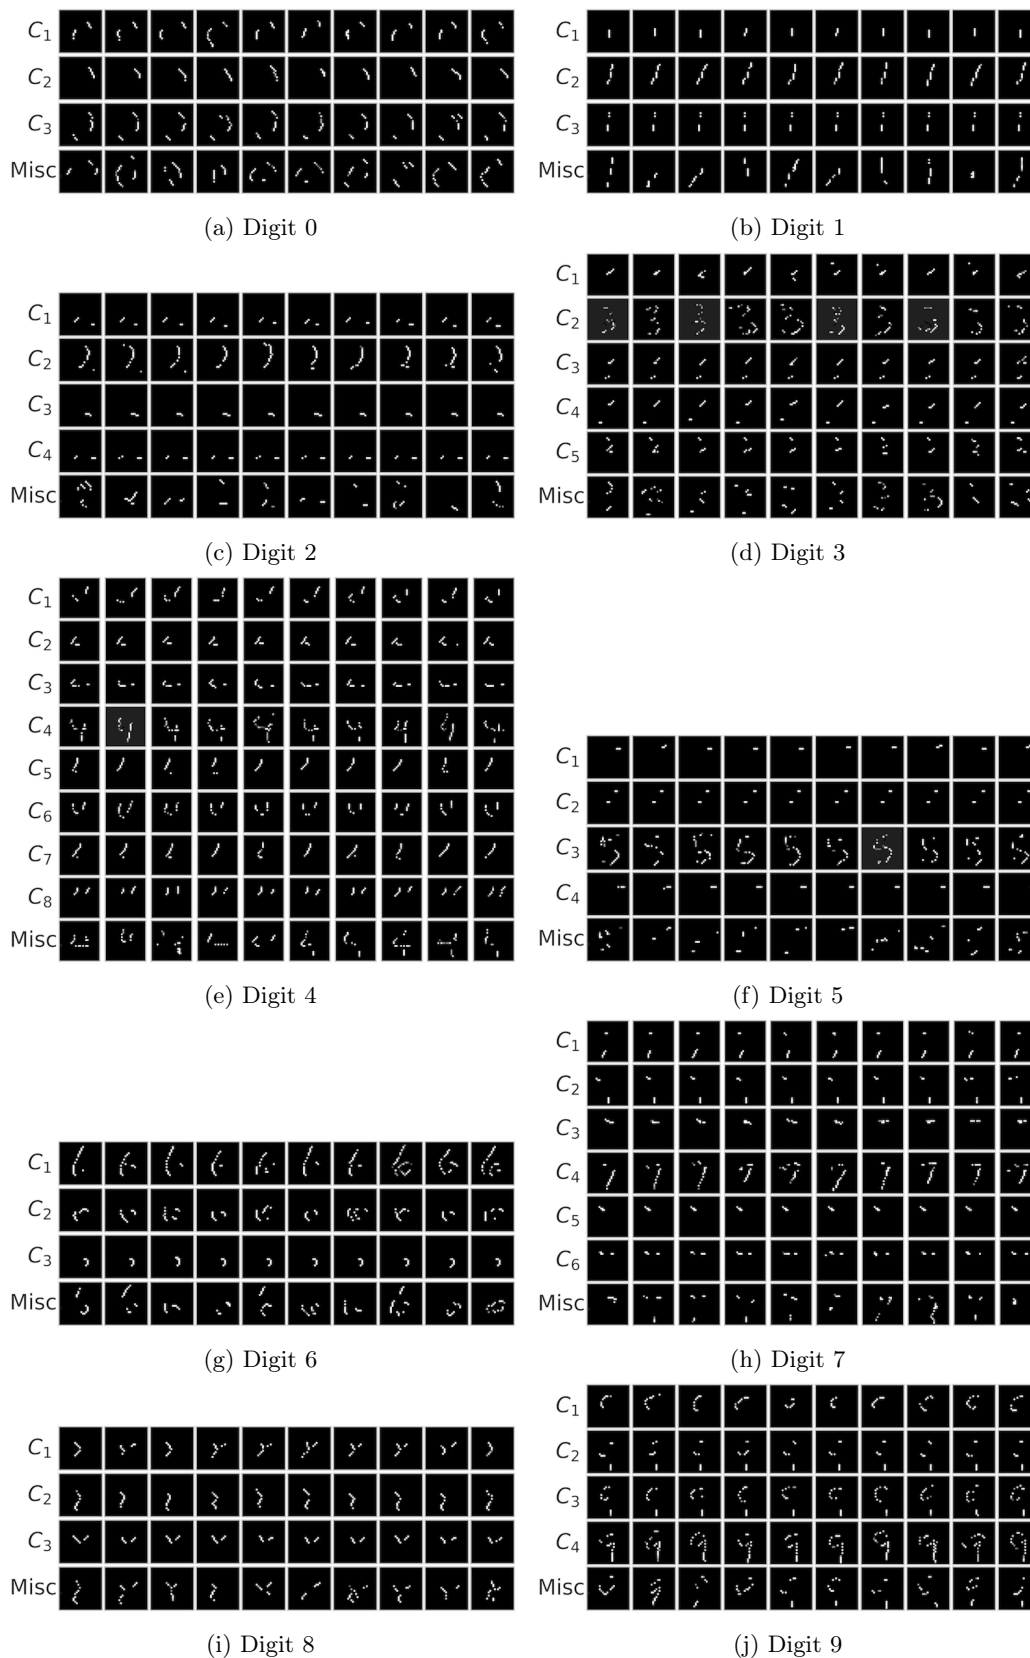 C1
C2
C3
Misc
(a) Digit 0
C1
C2
C3
Misc
(b) Digit 1
C1
C2
C3
C4
Misc
(c) Digit 2
C1
C2
C3
C4
C5
Misc
(d) Digit 3
C1
C2
C3
C4
C5
C6
C7
C8
Misc
(e) Digit 4
C1
C2
C3
C4
Misc
(f) Digit 5
C1
C2
C3
Misc
(g) Digit 6
C1
C2
C3
C4
C5
C6
Misc
(h) Digit 7
C1
C2
C3
Misc
(i) Digit 8
C1
C2
C3
C4
Misc
(j) Digit 9